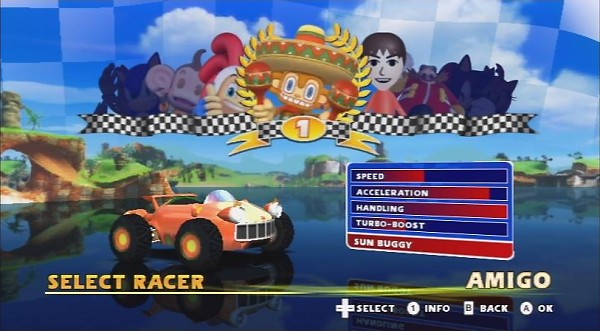 1
SPEED
ACCELERATION
HANDLING
TURBO-BOOST
SUN BUGGY
SELECT RACER
AMIGO
SELECT 1 INFO B BACK A OK